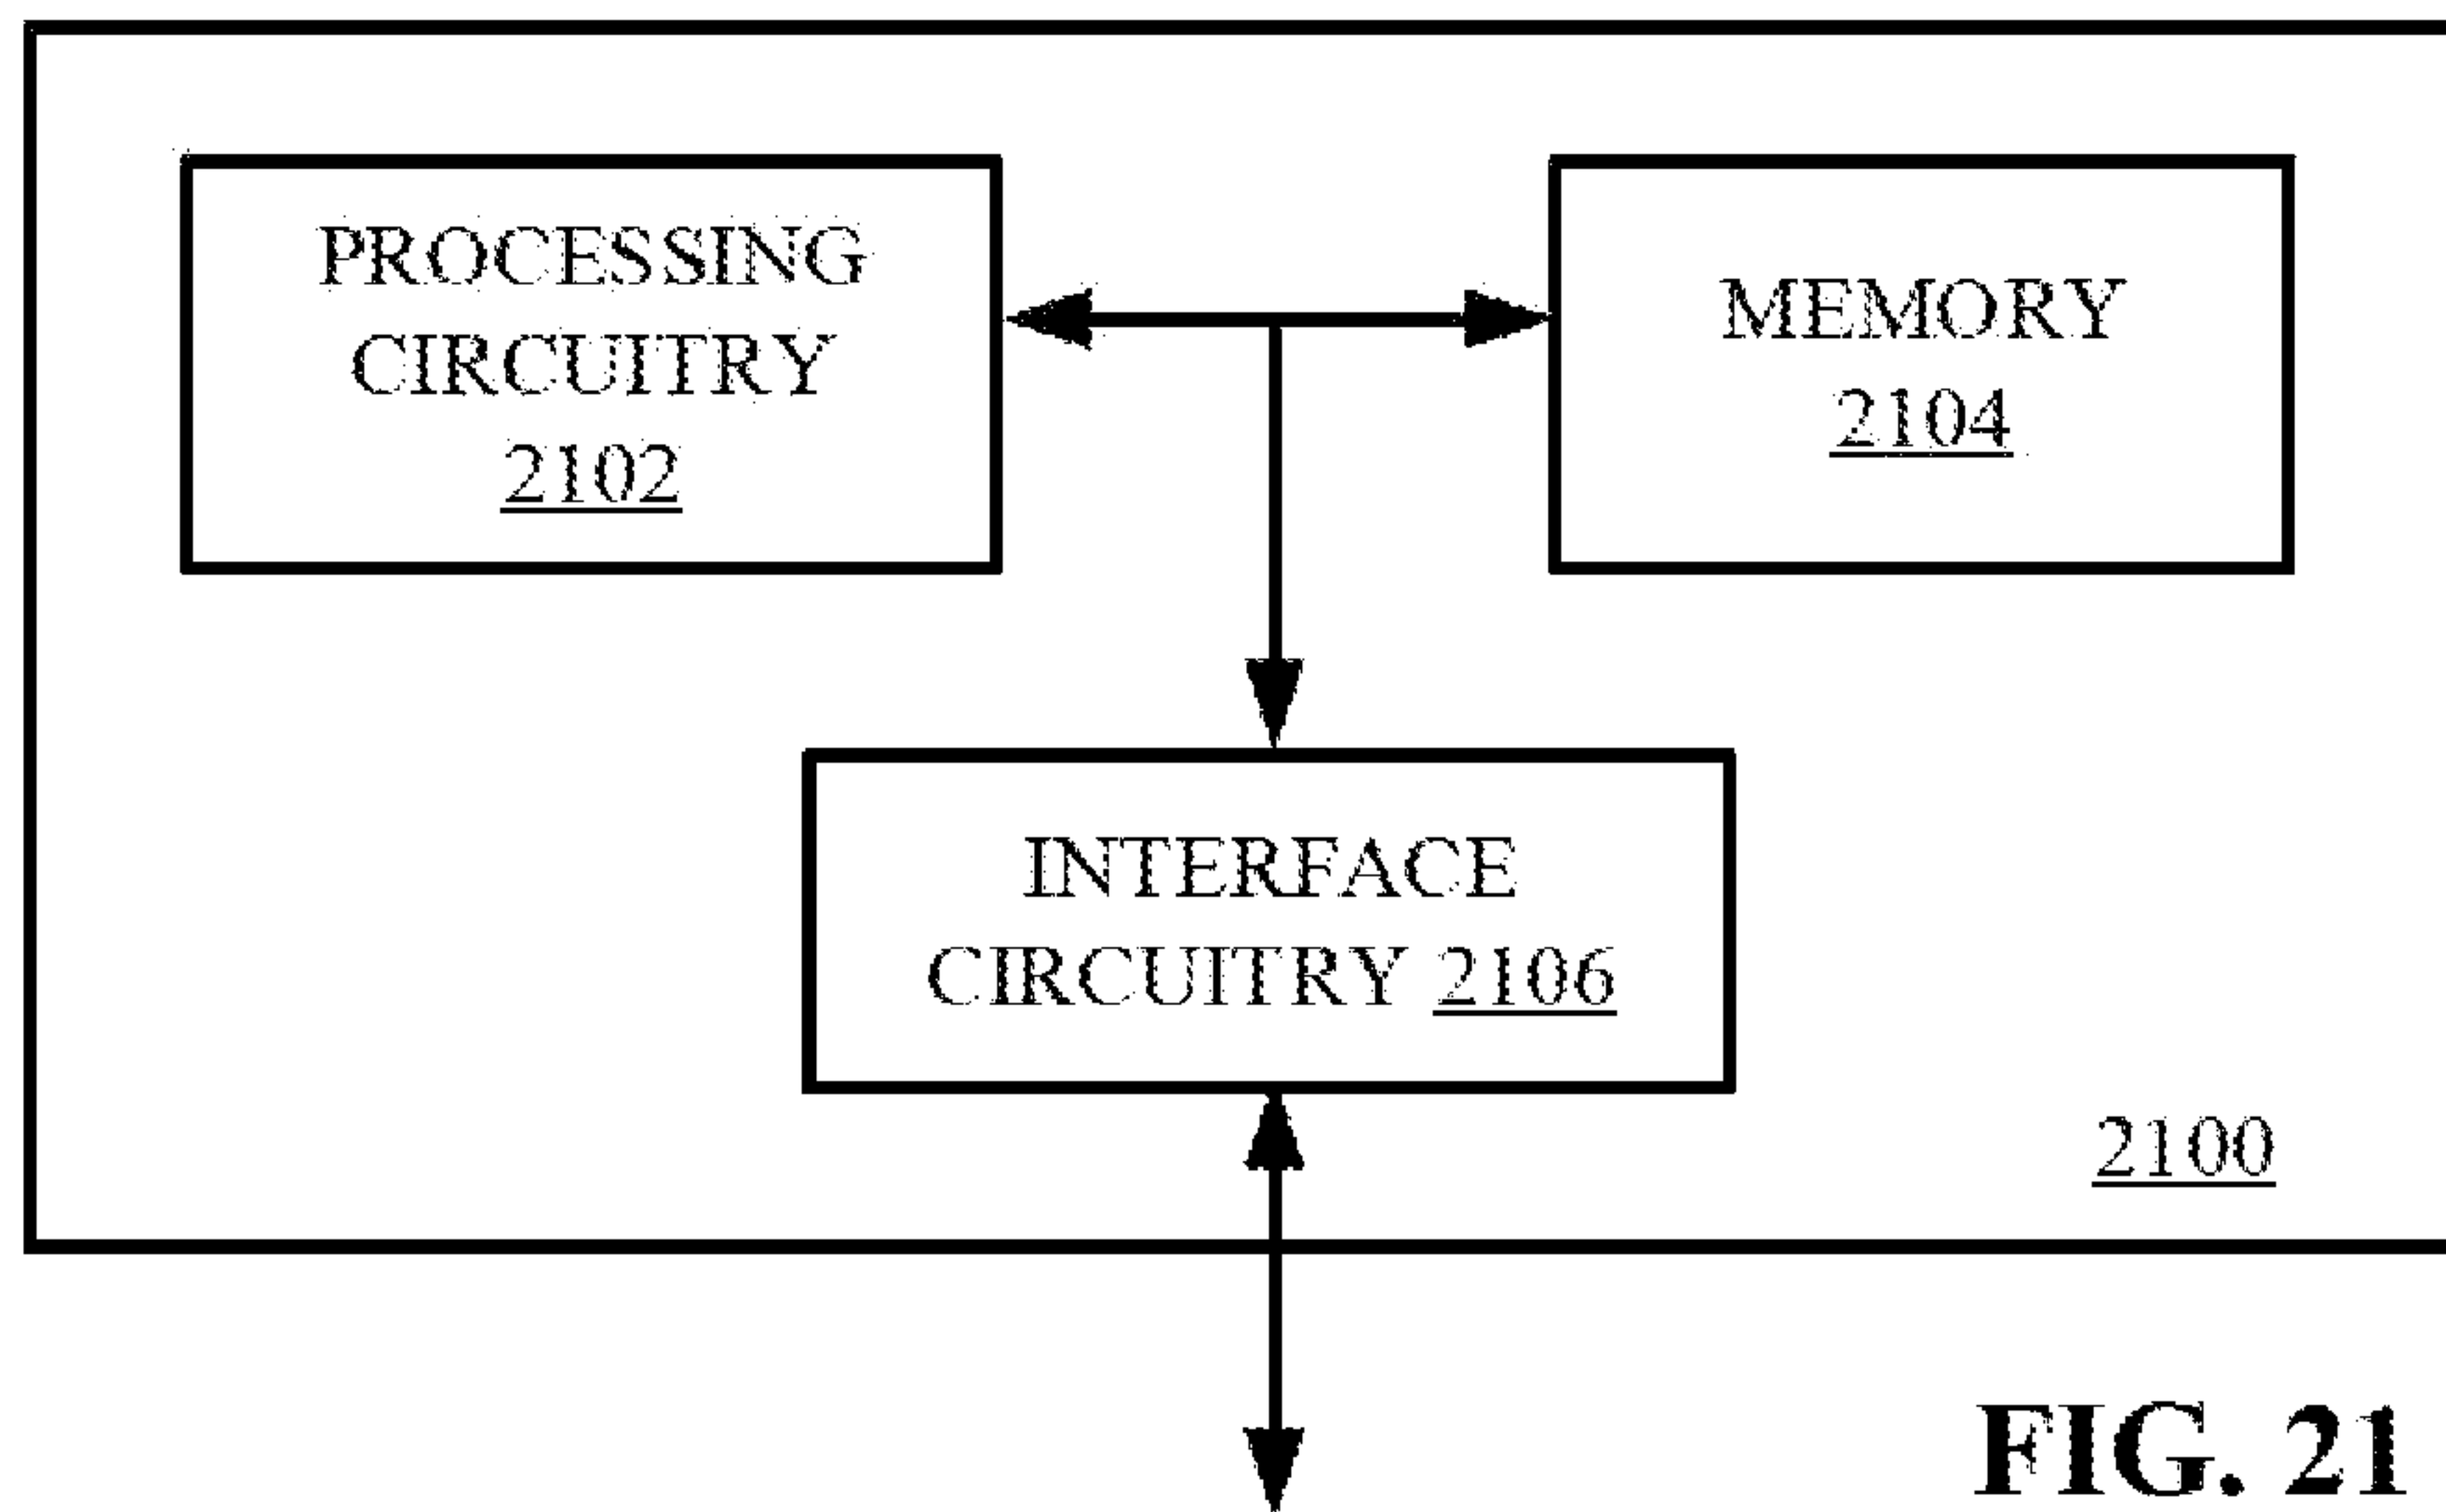 PROCESSING
CIRCUITRY
2102
MEMORY
2104
INTERFACE
CIRCUITRY 2106
2100
FIG. 21